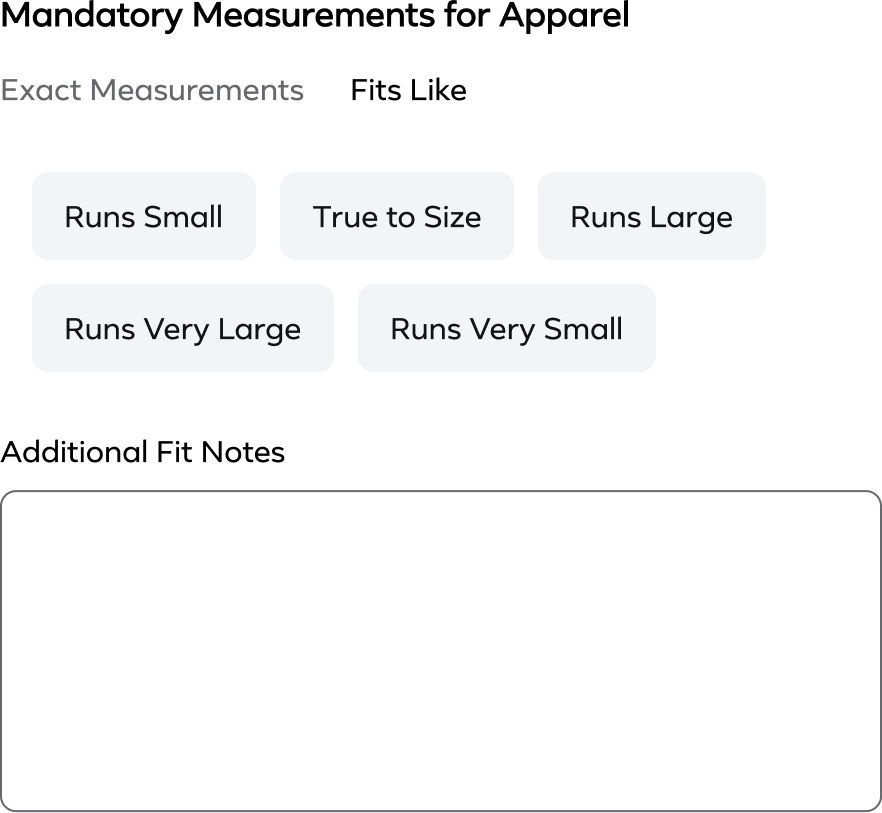 Mandatory Measurements for Apparel
Exact Measurements Fits Like
Runs Small True to Size Runs Large
Runs Very Large Runs Very Small
Additional Fit Notes